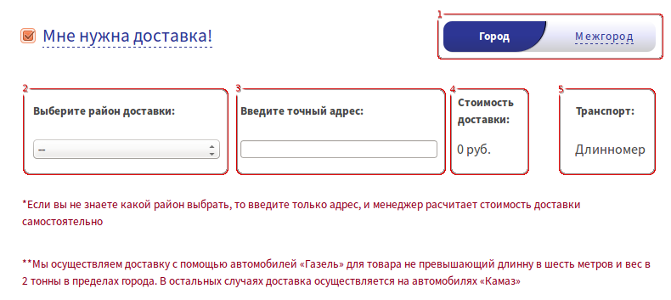 1
Мне нужна доставка!
Город Межгород
2 3 4 5
Выберите район доставки: Введите точный адрес: Стоимость доставки: Транспорт:
-- 0 руб. Длинномер
*Если вы не знаете какой район выбрать, то введите только адрес, и менеджер расчитает стоимость доставки
самостоятельно
**Мы осуществляем доставку с помощью автомобилей «Газель» для товара не превышающий длинну в шесть метров и вес в
2 тонны в пределах города. В остальных случаях доставка осуществляется на автомобилях «Камаз»